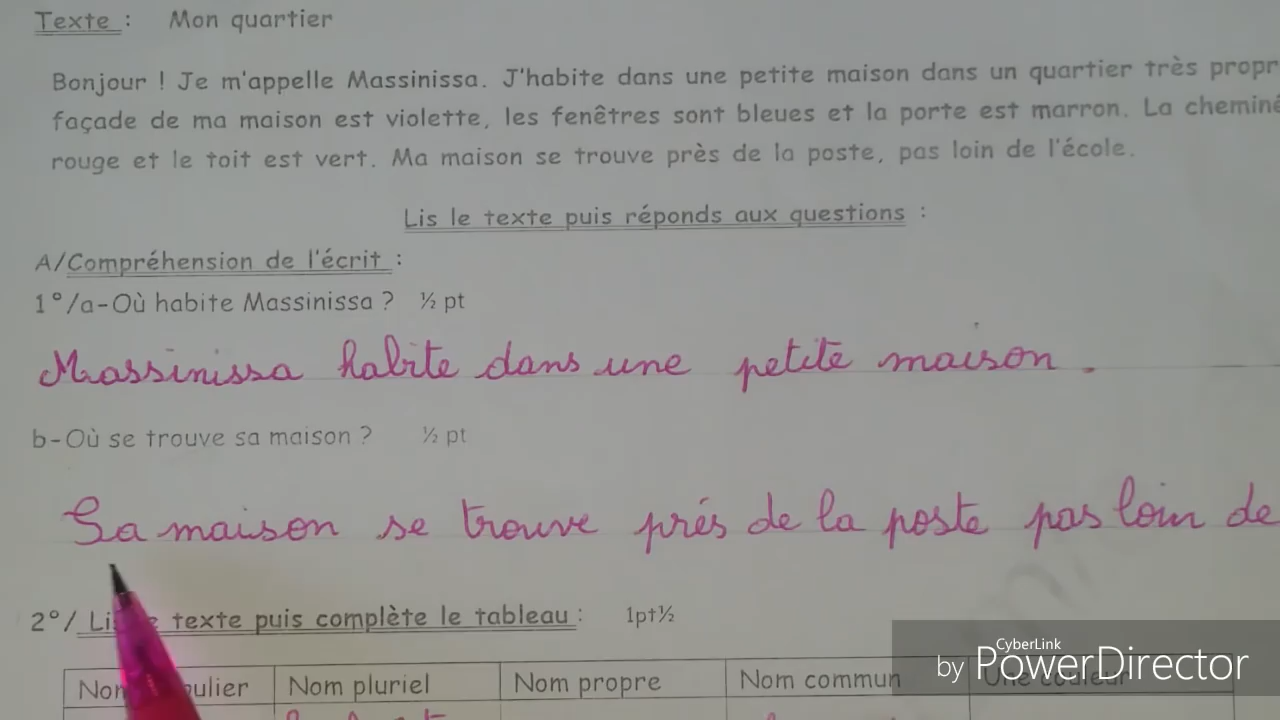 Texte : Mon quartier
Bonjour ! Je m'appelle Massinissa. J'habite dans une petite maison dans un quartier très propr
façade de ma maison est violette, les fenêtres sont bleues et la porte est marron. La cheminé
rouge et le toit est vert. Ma maison se trouve près de la poste, pas loin de l'école.
Lis le texte puis réponds aux questions :
A/Compréhension de l'écrit :
1°/a-Où habite Massinissa ? ½ pt
Massinissa habite dans une petite maison.
b-Où se trouve sa maison ? ½ pt
Sa maison se trouve prés de la poste pas loin de
2°/ texte puis complète le tableau : 1pt½
Nom pluriel Nom propre Nom commun
CyberLink
by PowerDirector